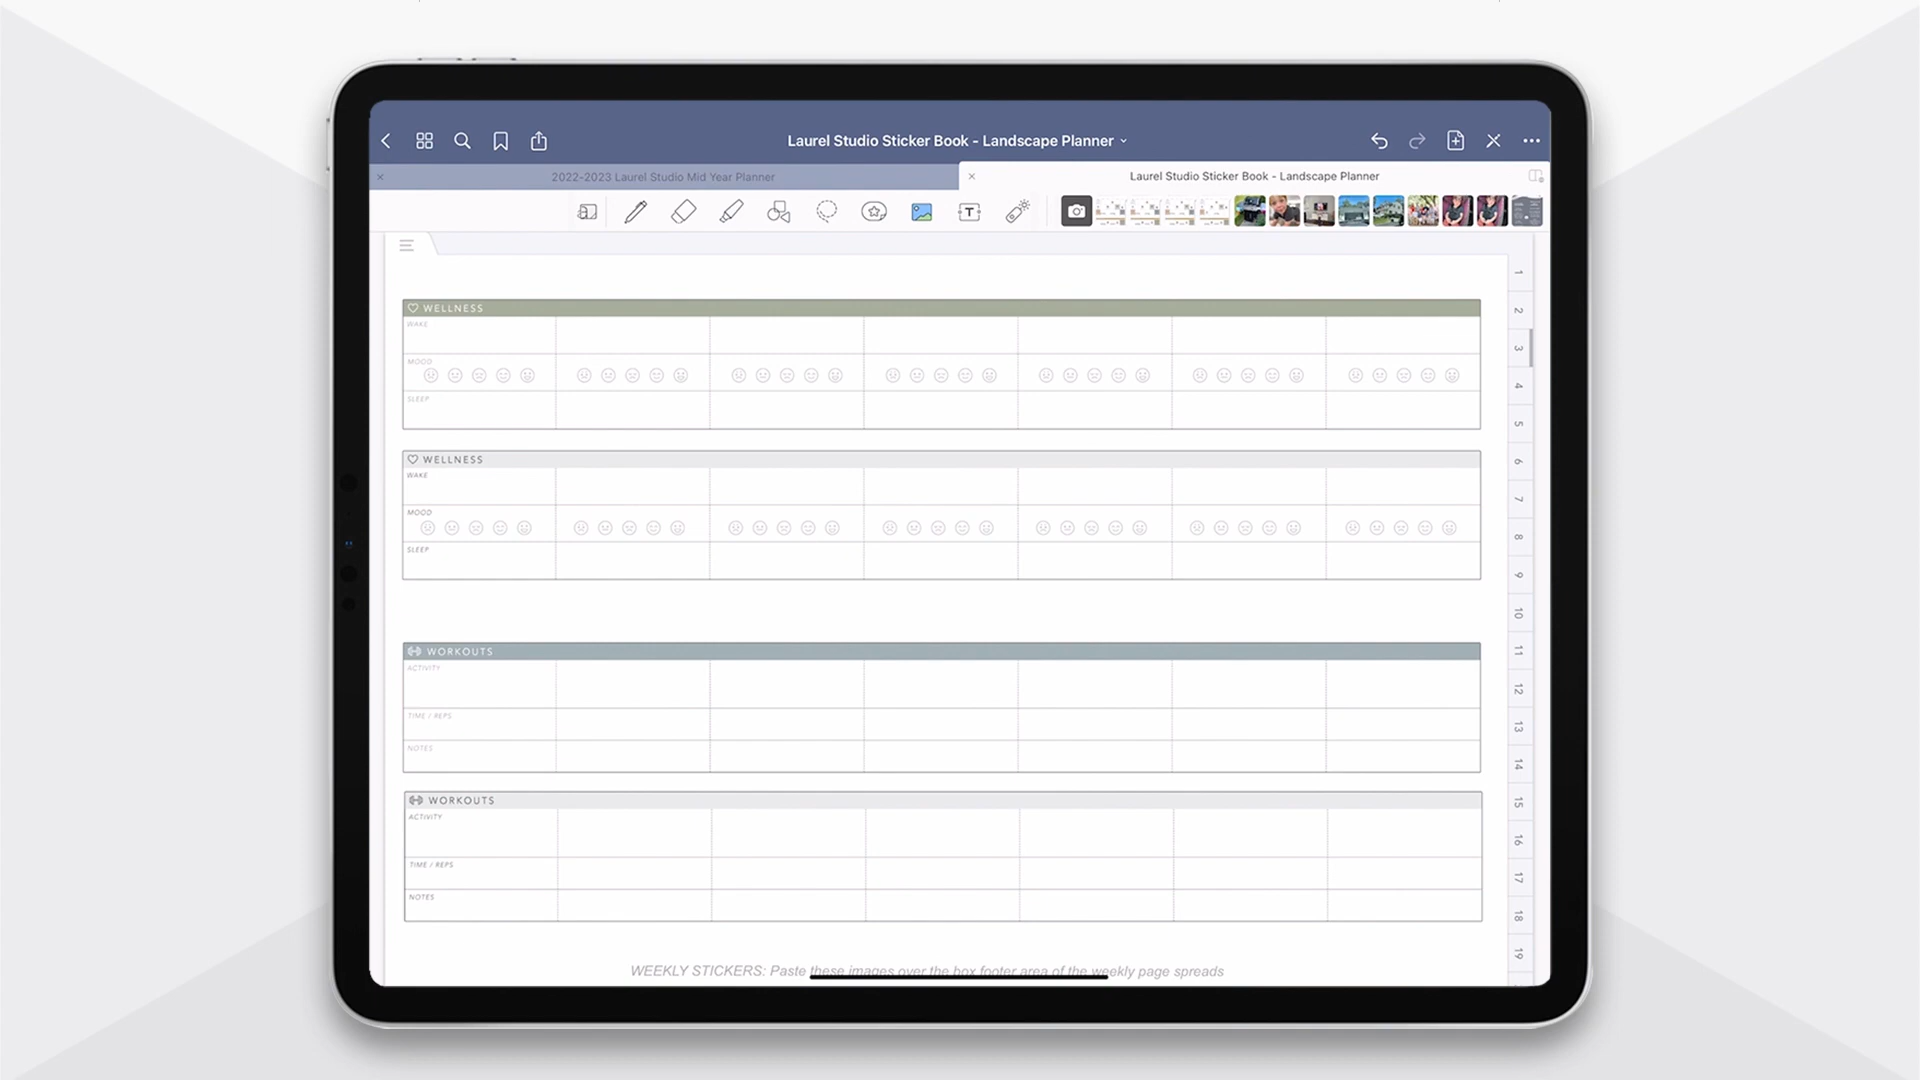 Laurel Studio Sticker Book - Landscape Planner
2022-2023 Laurel Studio Mid Year Planner
Laurel Studio Sticker Book - Landscape Planner
WELLNESS
WAKE
MOOD
SLEEP
WELLNESS
WAKE
MOOD
SLEEP
WORKOUTS
ACTIVITY
TIME / REPS
NOTES
WORKOUTS
ACTIVITY
TIME / REPS
NOTES
WEEKLY STICKERS: Paste these images over the box footer area of the weekly page spreads
1
2
3
4
5
6
7
8
9
10
11
12
13
14
15
16
17
18
19